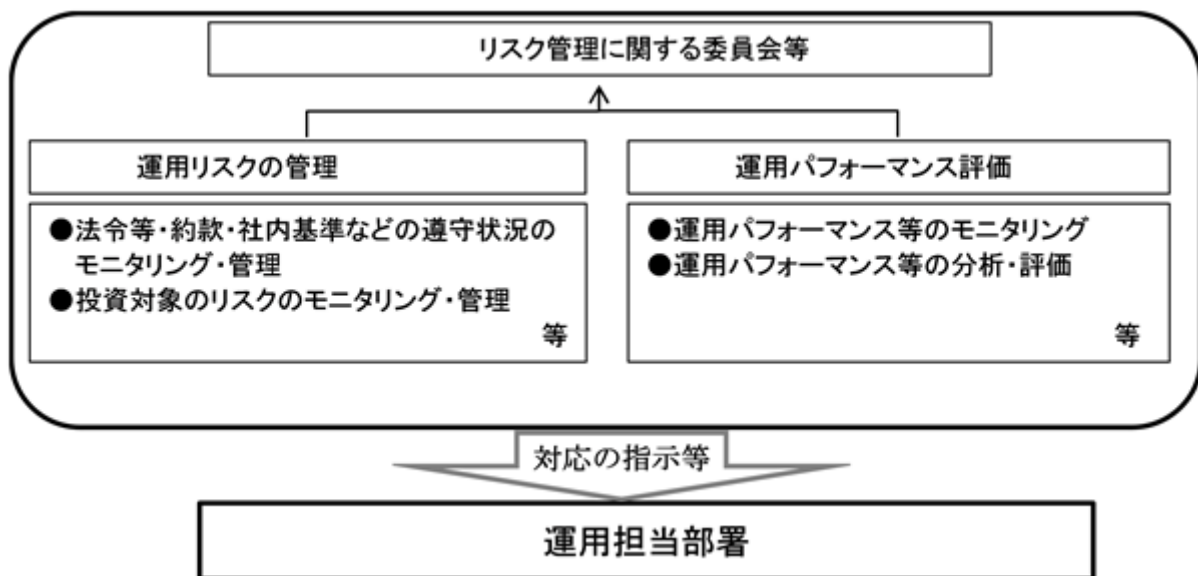 リスク管理に関する委員会等
運用リスクの管理
●法令等・約款・社内基準などの遵守状況の
モニタリング・管理
●投資対象のリスクのモニタリング・管理
等
運用パフォーマンス評価
●運用パフォーマンス等のモニタリング
●運用パフォーマンス等の分析・評価
等
対応の指示等
運用担当部署